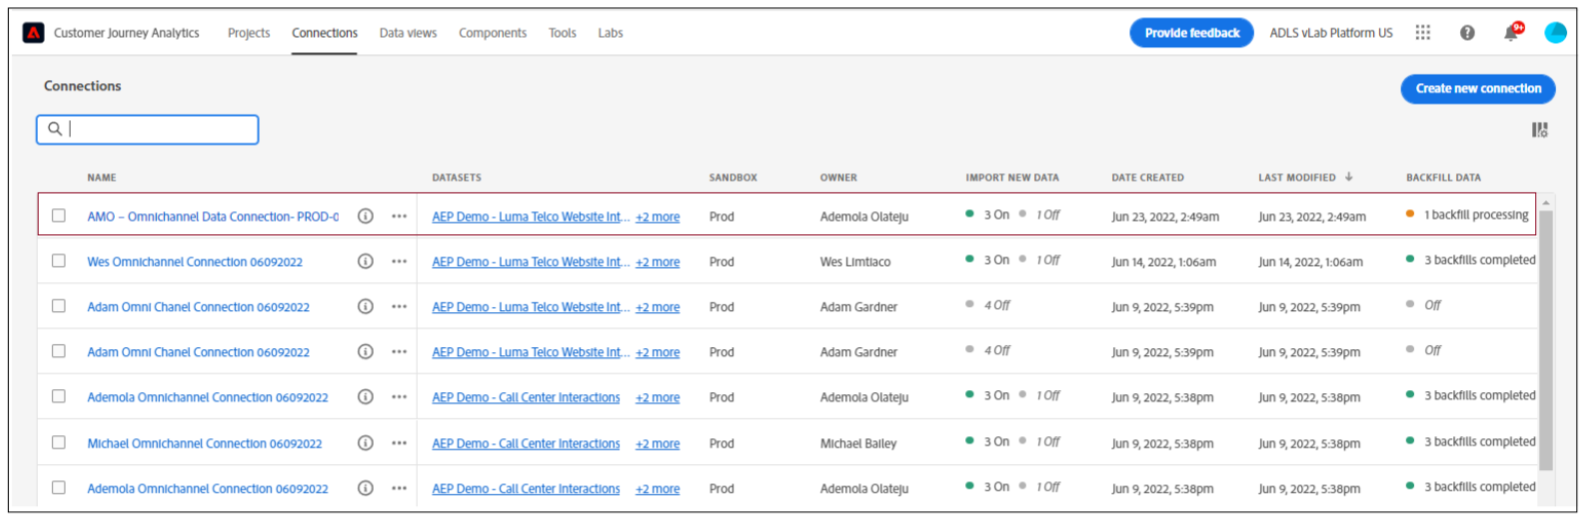 Customer Journey Analytics Projects Connections Data views Components Tools Labs Provide feedback ADLS vLab Platform US 9+
Connections Create new connection
NAME DATASETS SANDBOX OWNER IMPORT NEW DATA DATE CREATED LAST MODIFIED ↓ BACKFILL DATA
AMO – Omnichannel Data Connection- PROD-0 AEP Demo - Luma Telco Website Int... +2 more Prod Ademola Olateju 3 On 1 Off Jun 23, 2022, 2:49am Jun 23, 2022, 2:49am 1 backfill processing
Wes Omnichannel Connection 06092022 AEP Demo - Luma Telco Website Int... +2 more Prod Wes Limtiaco 3 On 1 Off Jun 14, 2022, 1:06am Jun 14, 2022, 1:06am 3 backfills completed
Adam Omni Chanel Connection 06092022 AEP Demo - Luma Telco Website Int... +2 more Prod Adam Gardner 4 Off Jun 9, 2022, 5:39pm Jun 9, 2022, 5:39pm Off
Adam Omni Chanel Connection 06092022 AEP Demo - Luma Telco Website Int... +2 more Prod Adam Gardner 4 Off Jun 9, 2022, 5:39pm Jun 9, 2022, 5:39pm Off
Ademola Omnichannel Connection 06092022 AEP Demo - Call Center Interactions +2 more Prod Ademola Olateju 3 On 1 Off Jun 9, 2022, 5:38pm Jun 9, 2022, 5:38pm 3 backfills completed
Michael Omnichannel Connection 06092022 AEP Demo - Call Center Interactions +2 more Prod Michael Bailey 3 On 1 Off Jun 9, 2022, 5:38pm Jun 9, 2022, 5:38pm 3 backfills completed
Ademola Omnichannel Connection 06092022 AEP Demo - Call Center Interactions +2 more Prod Ademola Olateju 3 On 1 Off Jun 9, 2022, 5:38pm Jun 9, 2022, 5:38pm 3 backfills completed